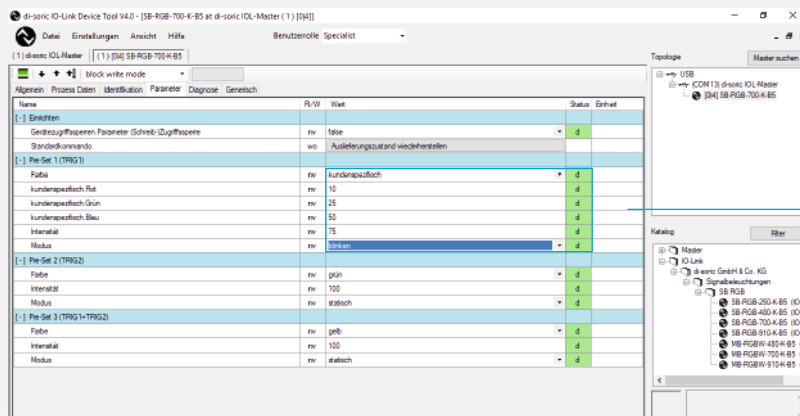 di-soric IO-Link Device Tool V4.0 - [SB-RGB-700-K-B5 at di-soric IOL-Master ( 1 ) [0|4]]
Datei Einstellungen Ansicht Hilfe Benutzerrolle Specialist
( 1 ) di-soric IOL-Master ( 1 ) [0|4] SB-RGB-700-K-B5
block write mode
Allgemein Prozess Daten Identifikation Parameter Diagnose Generisch
Name R/W Wert Status Einheit
[-] Einrichten
Gerätezugriffssperren.Parameter (Schreib-)Zugriffssperre rw false d
Standardkommando wo Auslieferungszustand wiederherstellen
[-] Pre-Set 1 (TRIG1)
Farbe rw kundenspezifisch d
kundenspezifisch.Rot rw 10 d
kundenspezifisch.Grün rw 25 d
kundenspezifisch.Blau rw 50 d
Intensität rw 75 d
Modus rw blinken d
[-] Pre-Set 2 (TRIG2)
Farbe rw grün d
Intensität rw 100 d
Modus rw statisch d
[-] Pre-Set 3 (TRIG1+TRIG2)
Farbe rw gelb d
Intensität rw 100 d
Modus rw statisch d
Topologie Master suchen
USB
(COM 13) di-soric IOL-Master
[0|4] SB-RGB-700-K-B5
Katalog Filter
Master
IO-Link
di-soric GmbH & Co. KG
Signalbeleuchtungen
SB RGB
SB-RGB-250-K-B5 (IO
SB-RGB-480-K-B5 (IO
SB-RGB-700-K-B5 (IO
SB-RGB-910-K-B5 (IO
MB-RGBW-480-K-B5 (
MB-RGBW-700-K-B5 (
MB-RGBW-910-K-B5 (